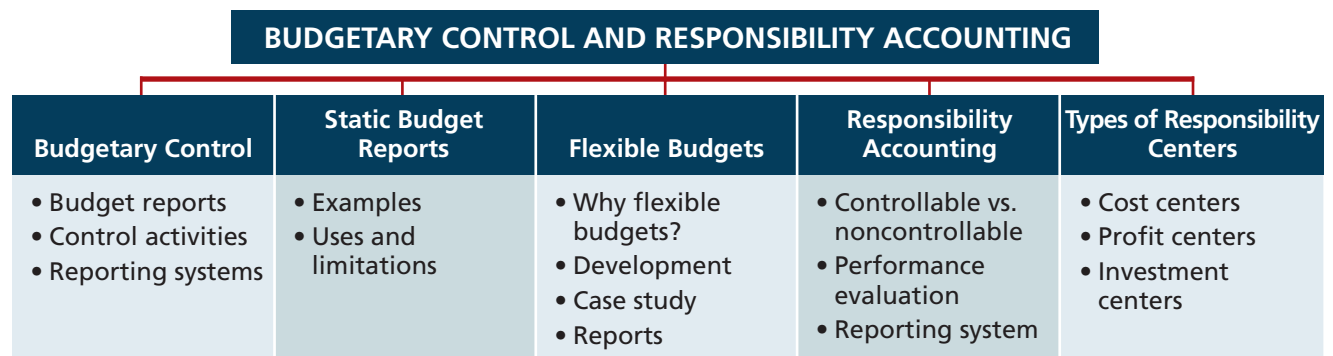 BUDGETARY CONTROL AND RESPONSIBILITY ACCOUNTING
Budgetary Control
• Budget reports
• Control activities
• Reporting systems
Static Budget
Reports
• Examples
• Uses and
limitations
Flexible Budgets
• Why flexible
budgets?
• Development
• Case study
• Reports
Responsibility
Accounting
• Controllable vs.
noncontrollable
• Performance
evaluation
• Reporting system
Types of Responsibility
Centers
• Cost centers
• Profit centers
• Investment
centers